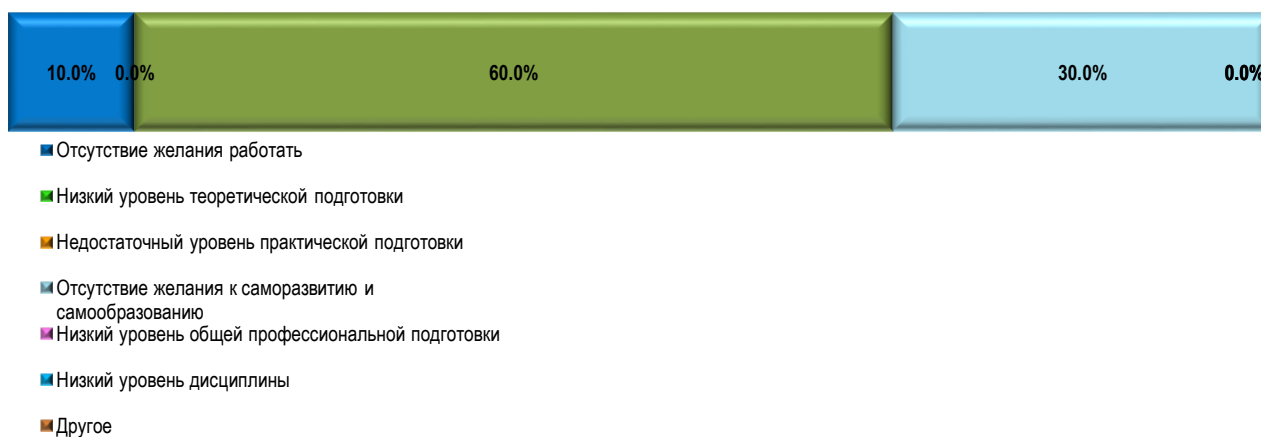 10.0% 0.0% 60.0% 30.0% 0.0%
Отсутствие желания работать
Низкий уровень теоретической подготовки
Недостаточный уровень практической подготовки
Отсутствие желания к саморазвитию и
самообразованию
Низкий уровень общей профессиональной подготовки
Низкий уровень дисциплины
Другое